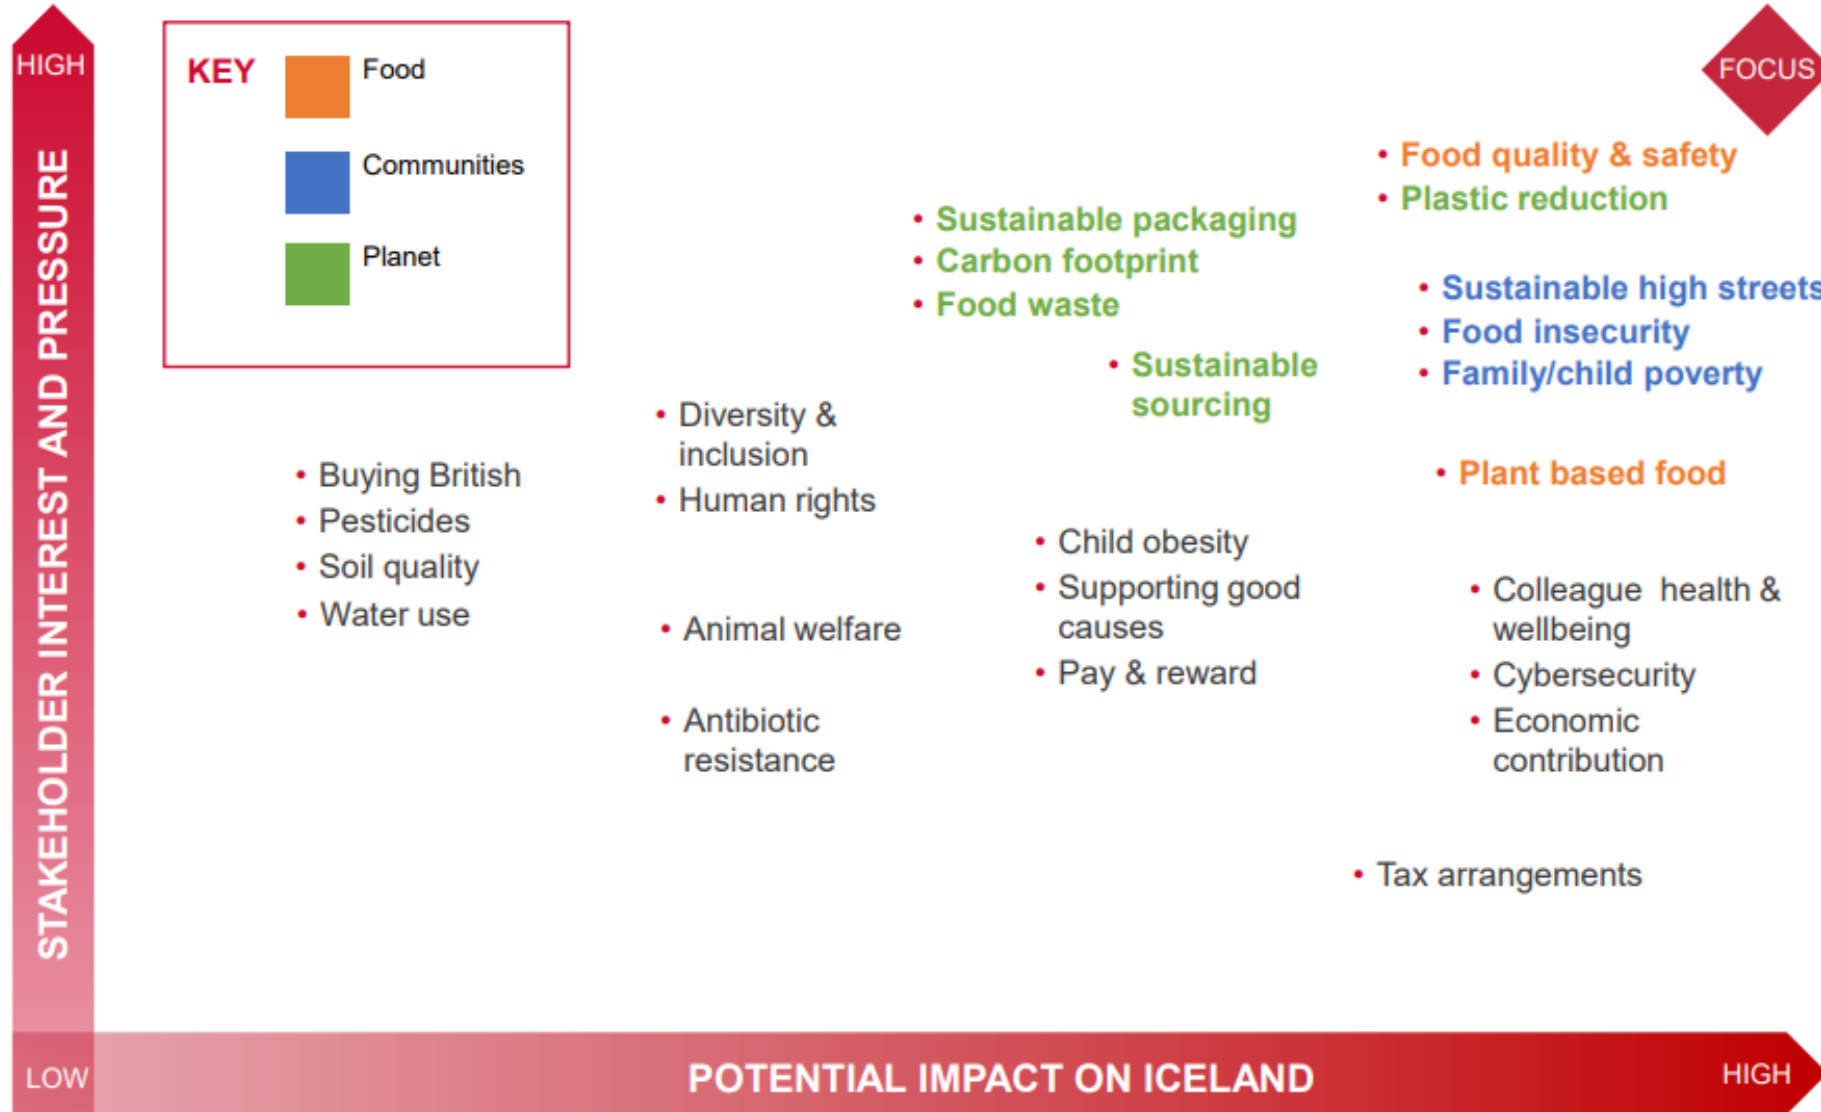 HIGH
STAKEHOLDER INTEREST AND PRESSURE
LOW
KEY
Food
Communities
Planet
FOCUS
• Food quality & safety
• Plastic reduction
• Sustainable packaging
• Carbon footprint
• Food waste
• Sustainable high streets
• Food insecurity
• Family/child poverty
• Sustainable
sourcing
• Diversity &
inclusion
• Human rights
• Buying British
• Pesticides
• Soil quality
• Water use
• Plant based food
• Child obesity
• Supporting good
causes
• Pay & reward
• Animal welfare
• Antibiotic
resistance
• Colleague health &
wellbeing
• Cybersecurity
• Economic
contribution
• Tax arrangements
POTENTIAL IMPACT ON ICELAND
HIGH